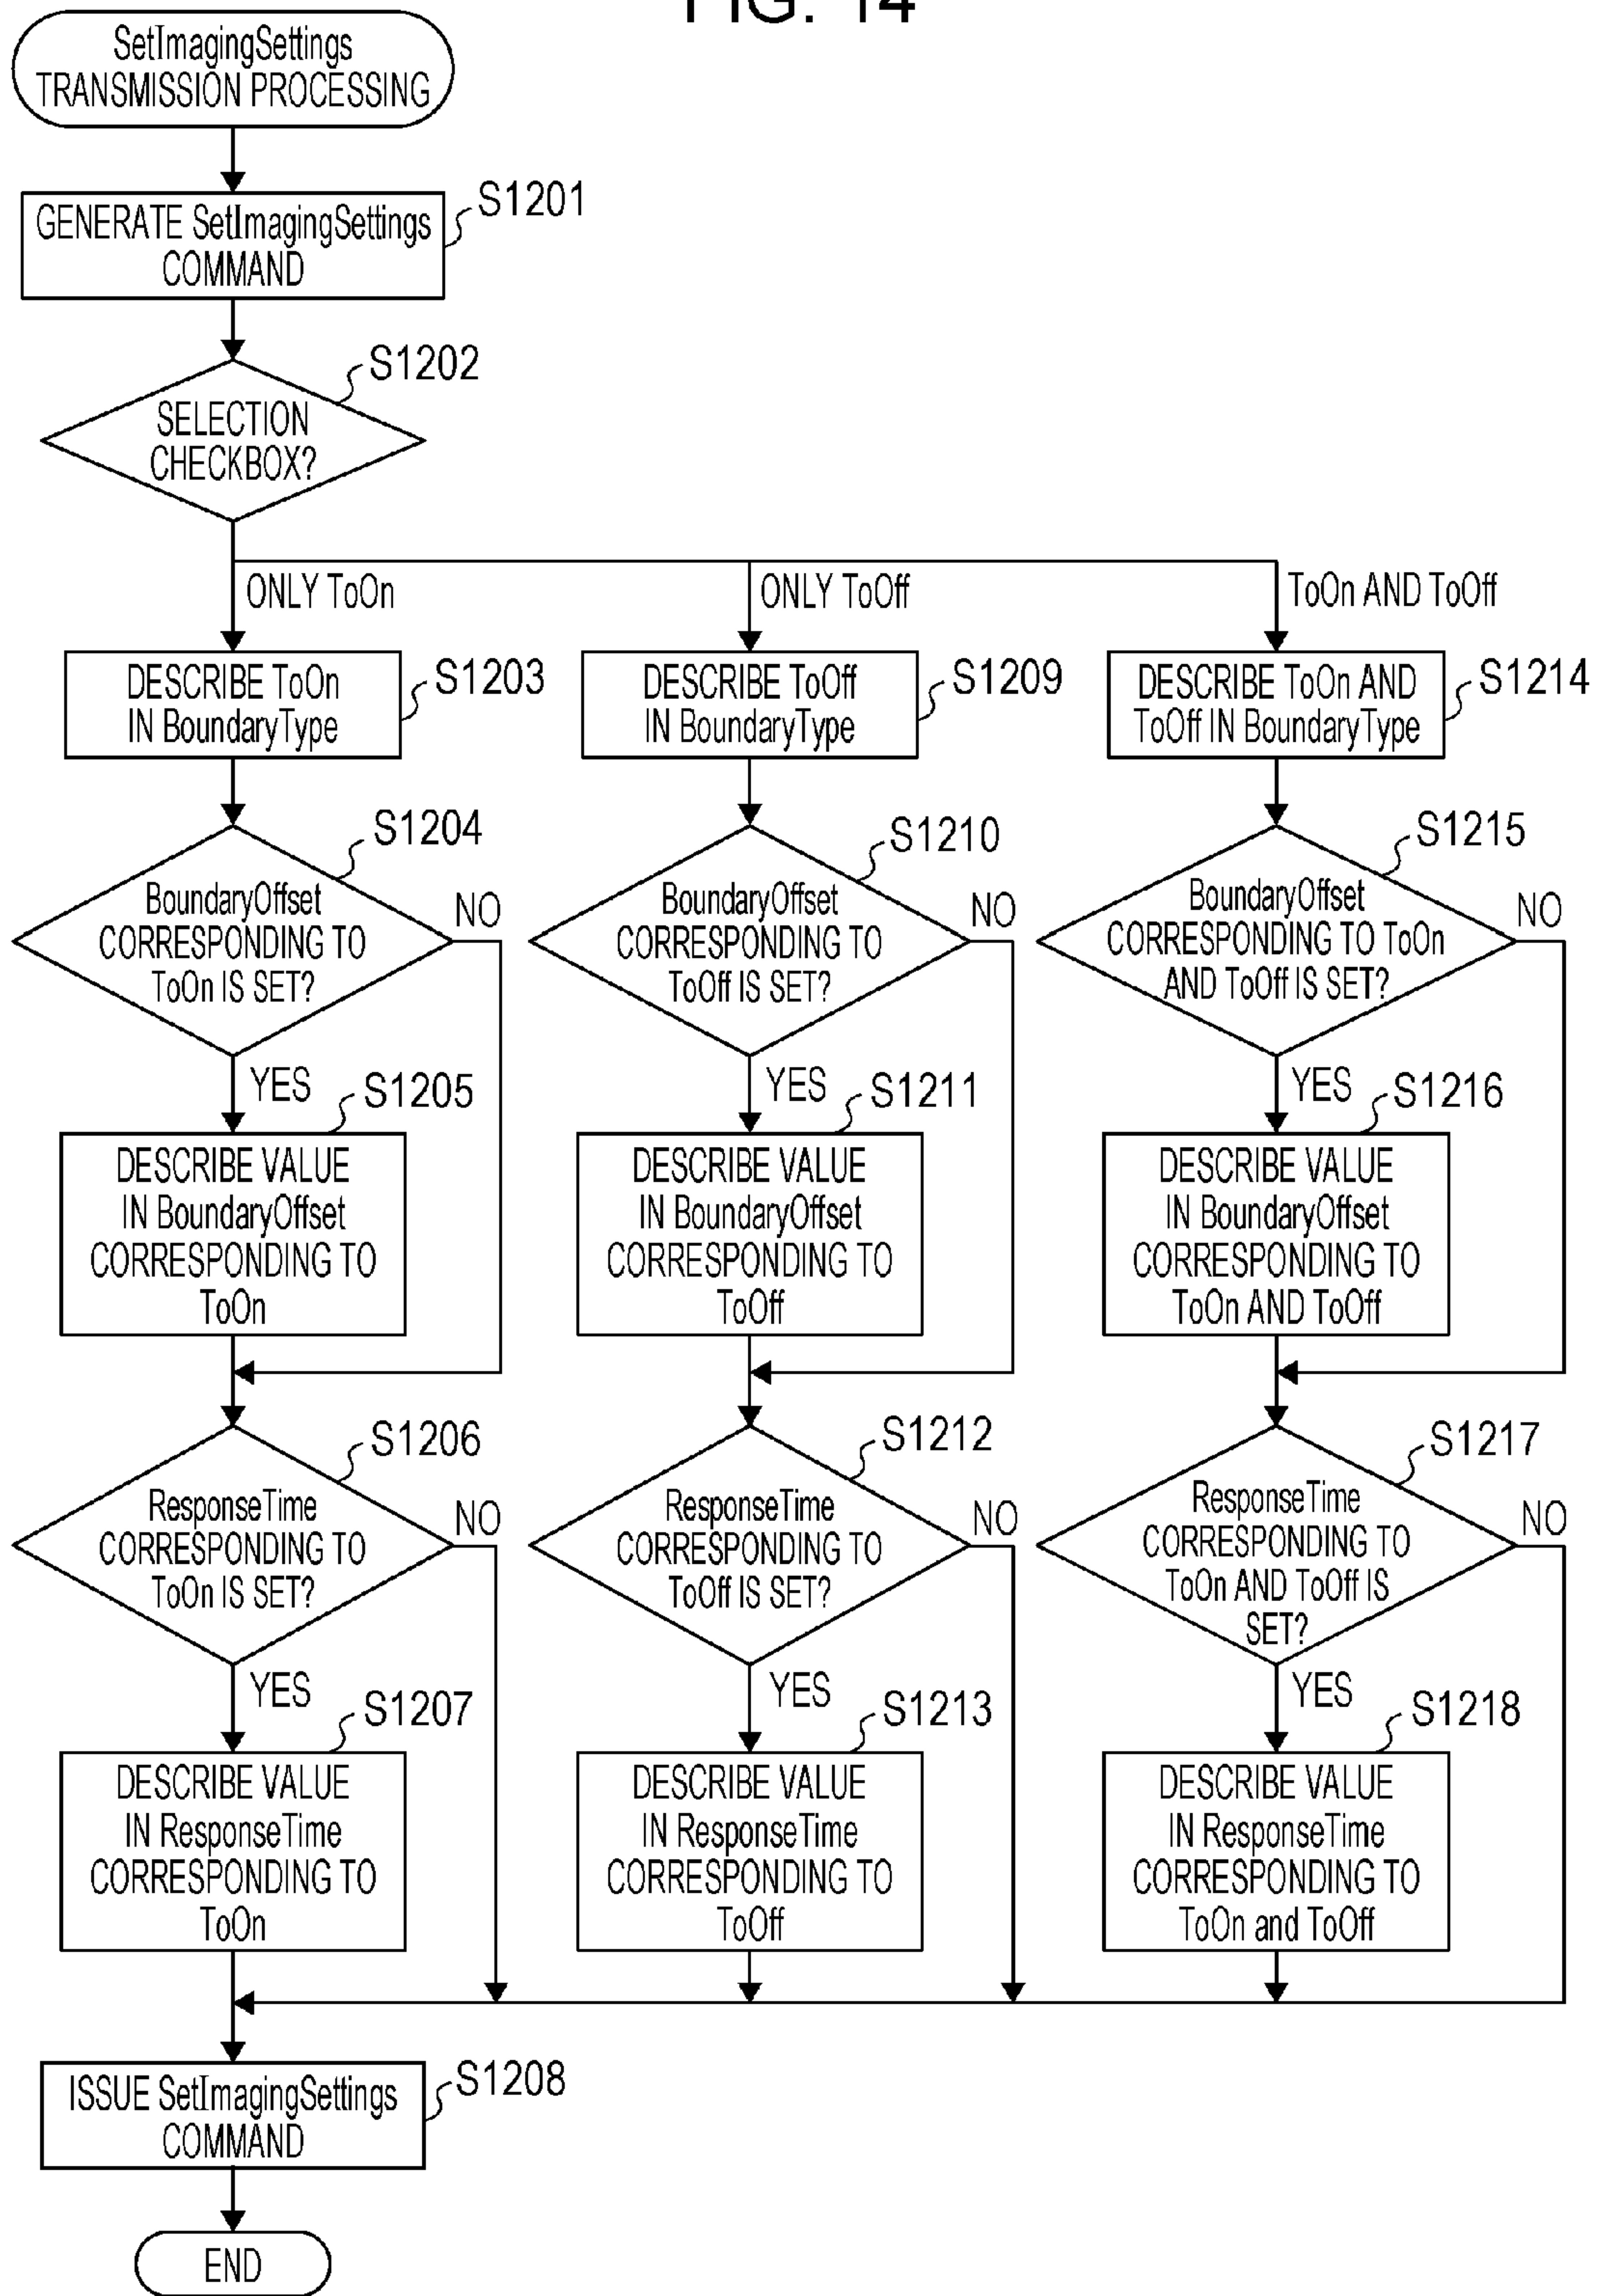 FIG. 14
SetImagingSettings
TRANSMISSION PROCESSING
GENERATE SetImagingSettings
COMMAND
S1201
SELECTION
CHECKBOX?
S1202
ONLY ToOn
ONLY ToOff
ToOn AND ToOff
DESCRIBE ToOn
IN BoundaryType
S1203
DESCRIBE ToOff
IN BoundaryType
S1209
DESCRIBE ToOn AND
ToOff IN BoundaryType
S1214
S1204
BoundaryOffset
CORRESPONDING TO
ToOn IS SET?
NO
YES
S1210
BoundaryOffset
CORRESPONDING TO
ToOff IS SET?
NO
YES
S1215
BoundaryOffset
CORRESPONDING TO ToOn
AND ToOff IS SET?
NO
YES
S1205
DESCRIBE VALUE
IN BoundaryOffset
CORRESPONDING TO
ToOn
S1211
DESCRIBE VALUE
IN BoundaryOffset
CORRESPONDING TO
ToOff
S1216
DESCRIBE VALUE
IN BoundaryOffset
CORRESPONDING TO
ToOn AND ToOff
S1206
ResponseTime
CORRESPONDING TO
ToOn IS SET?
NO
YES
S1212
ResponseTime
CORRESPONDING TO
ToOff IS SET?
NO
YES
S1217
ResponseTime
CORRESPONDING TO
ToOn AND ToOff IS
SET?
NO
YES
S1207
DESCRIBE VALUE
IN ResponseTime
CORRESPONDING TO
ToOn
S1213
DESCRIBE VALUE
IN ResponseTime
CORRESPONDING TO
ToOff
S1218
DESCRIBE VALUE
IN ResponseTime
CORRESPONDING TO
ToOn and ToOff
ISSUE SetImagingSettings
COMMAND
S1208
END